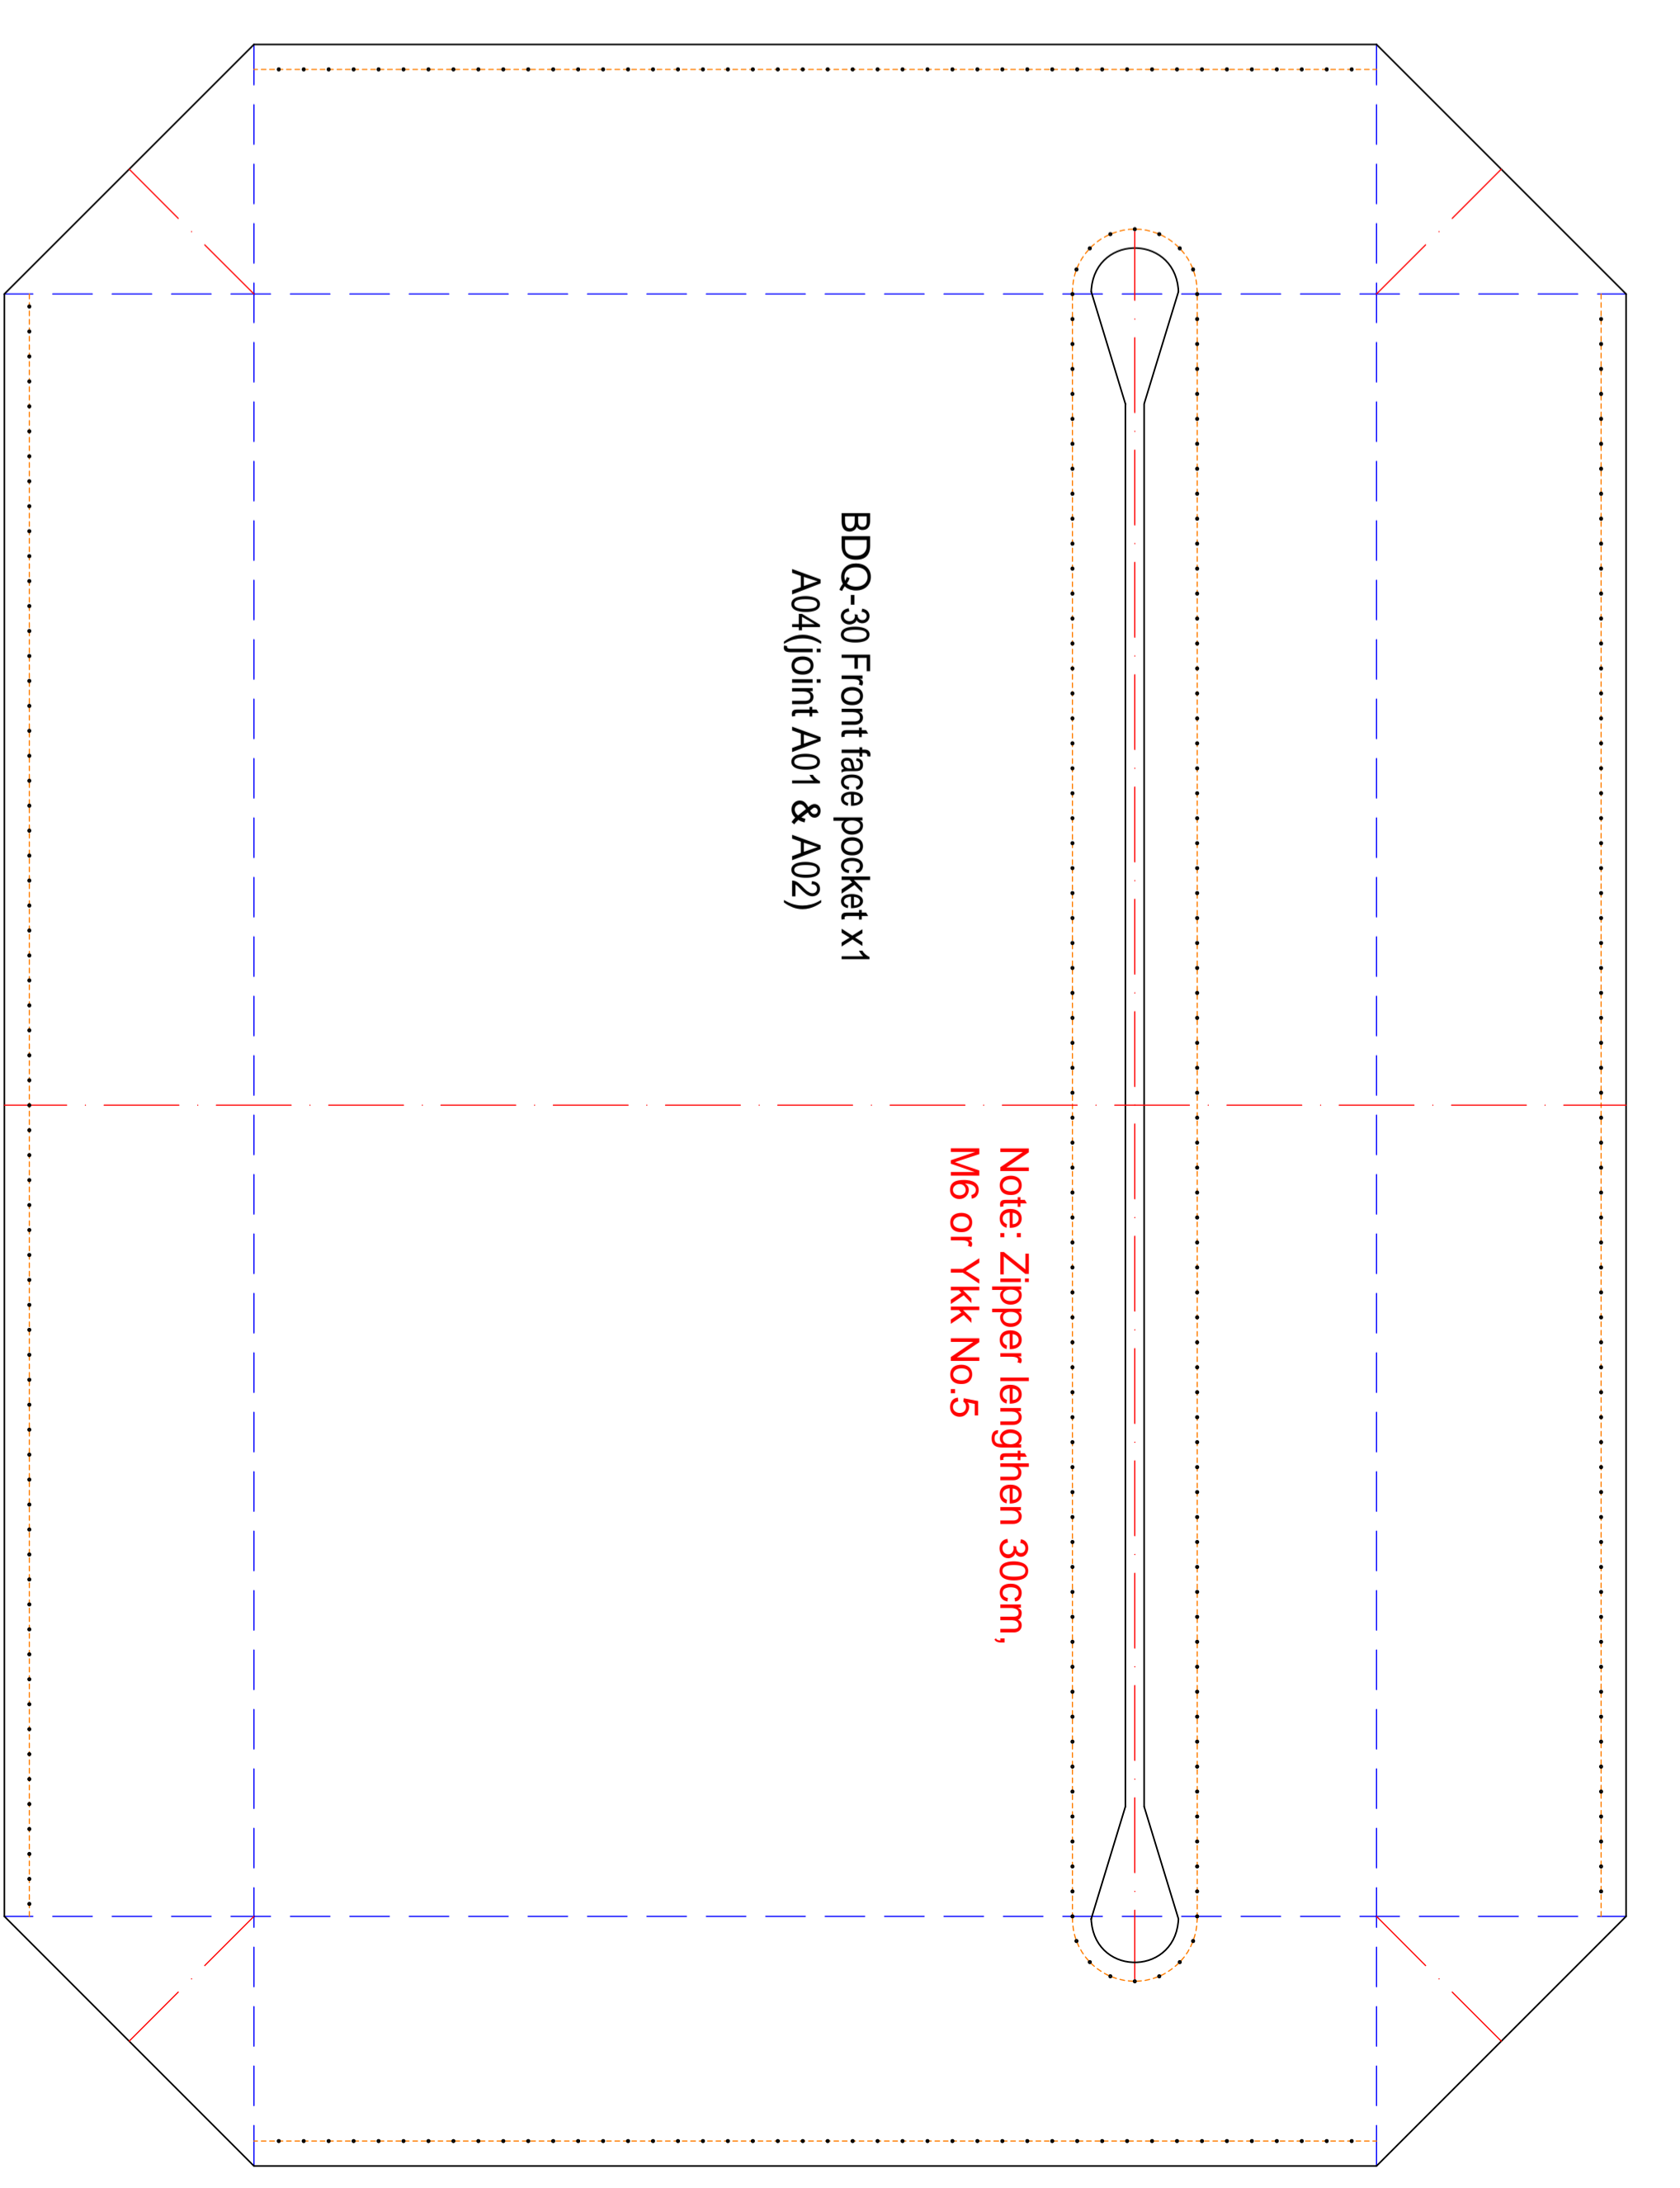 BDQ-30 Front face pocket x1
A04(joint A01 & A02)
Note: Zipper lengthen 30cm,
M6 or Ykk No.5